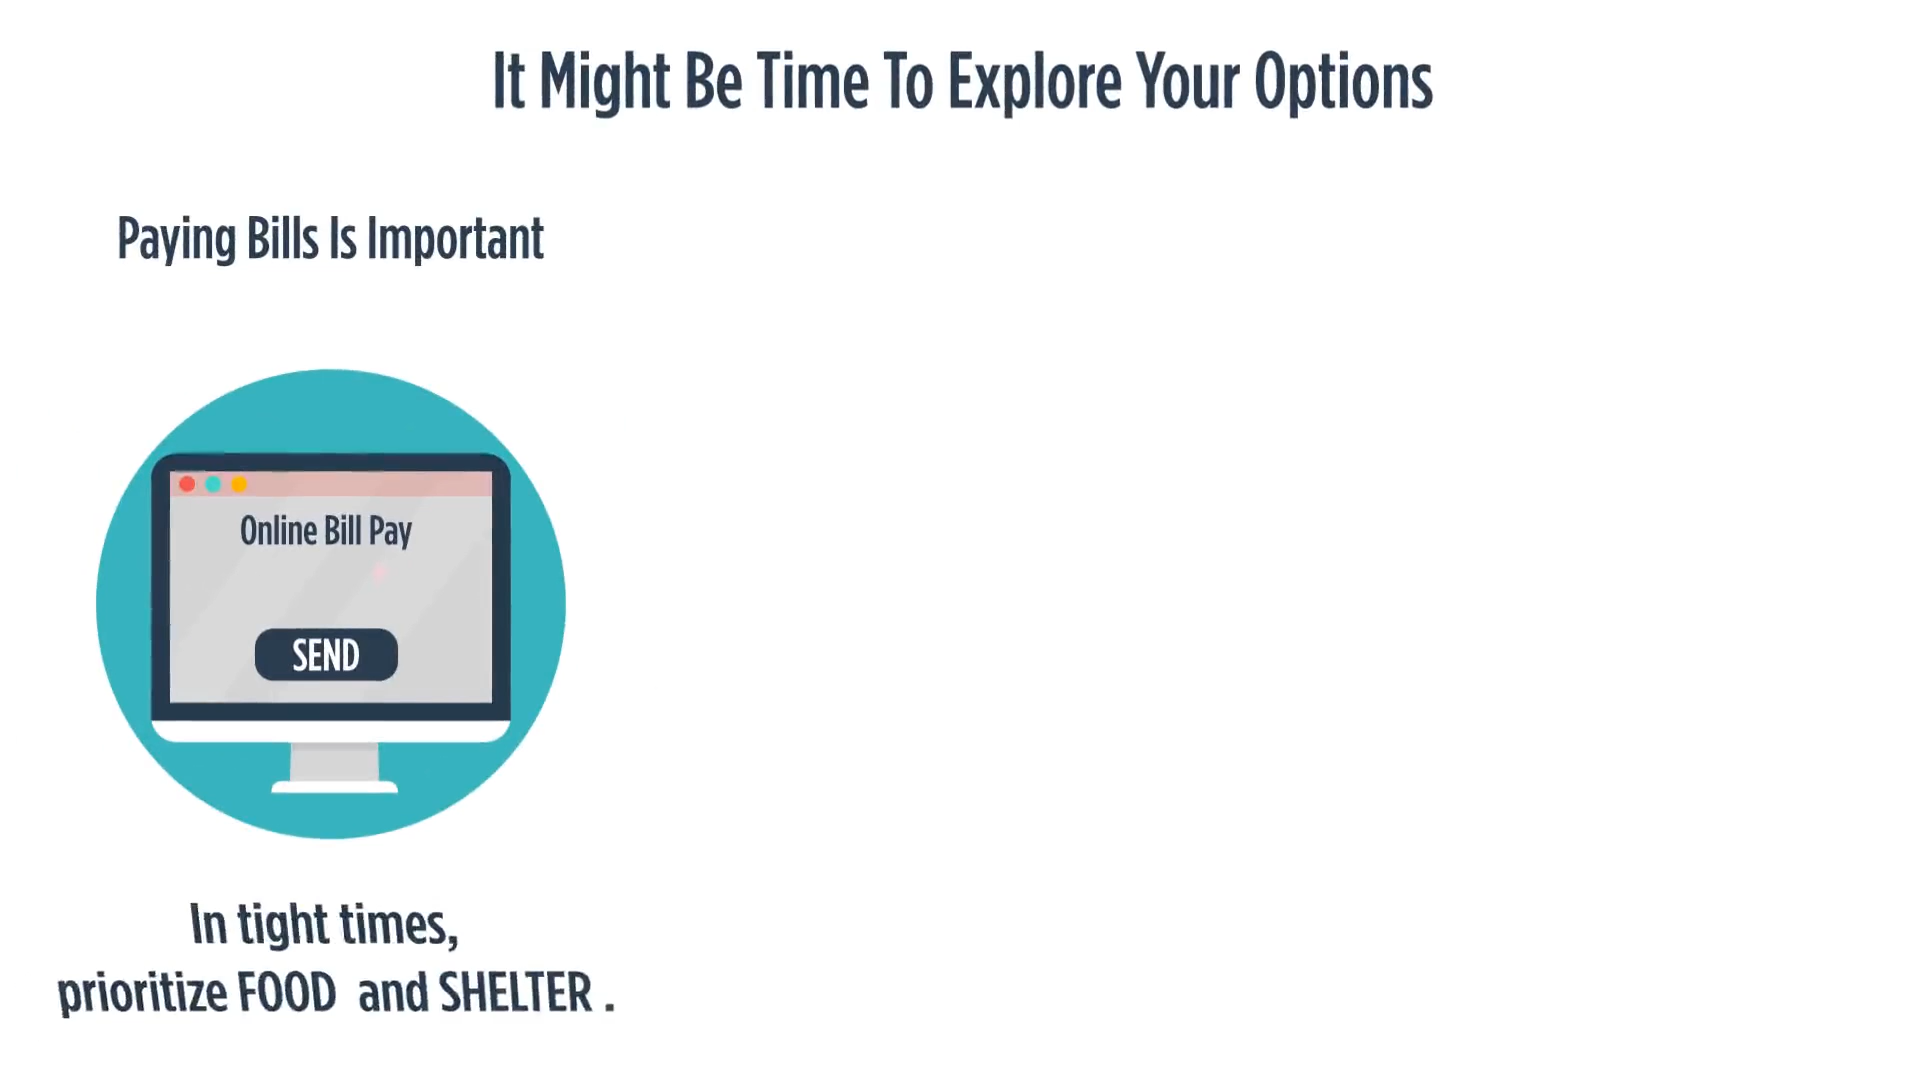 It Might Be Time To Explore Your Options
Paying Bills Is Important
Online Bill Pay
SEND
In tight times,
prioritize FOOD and SHELTER .